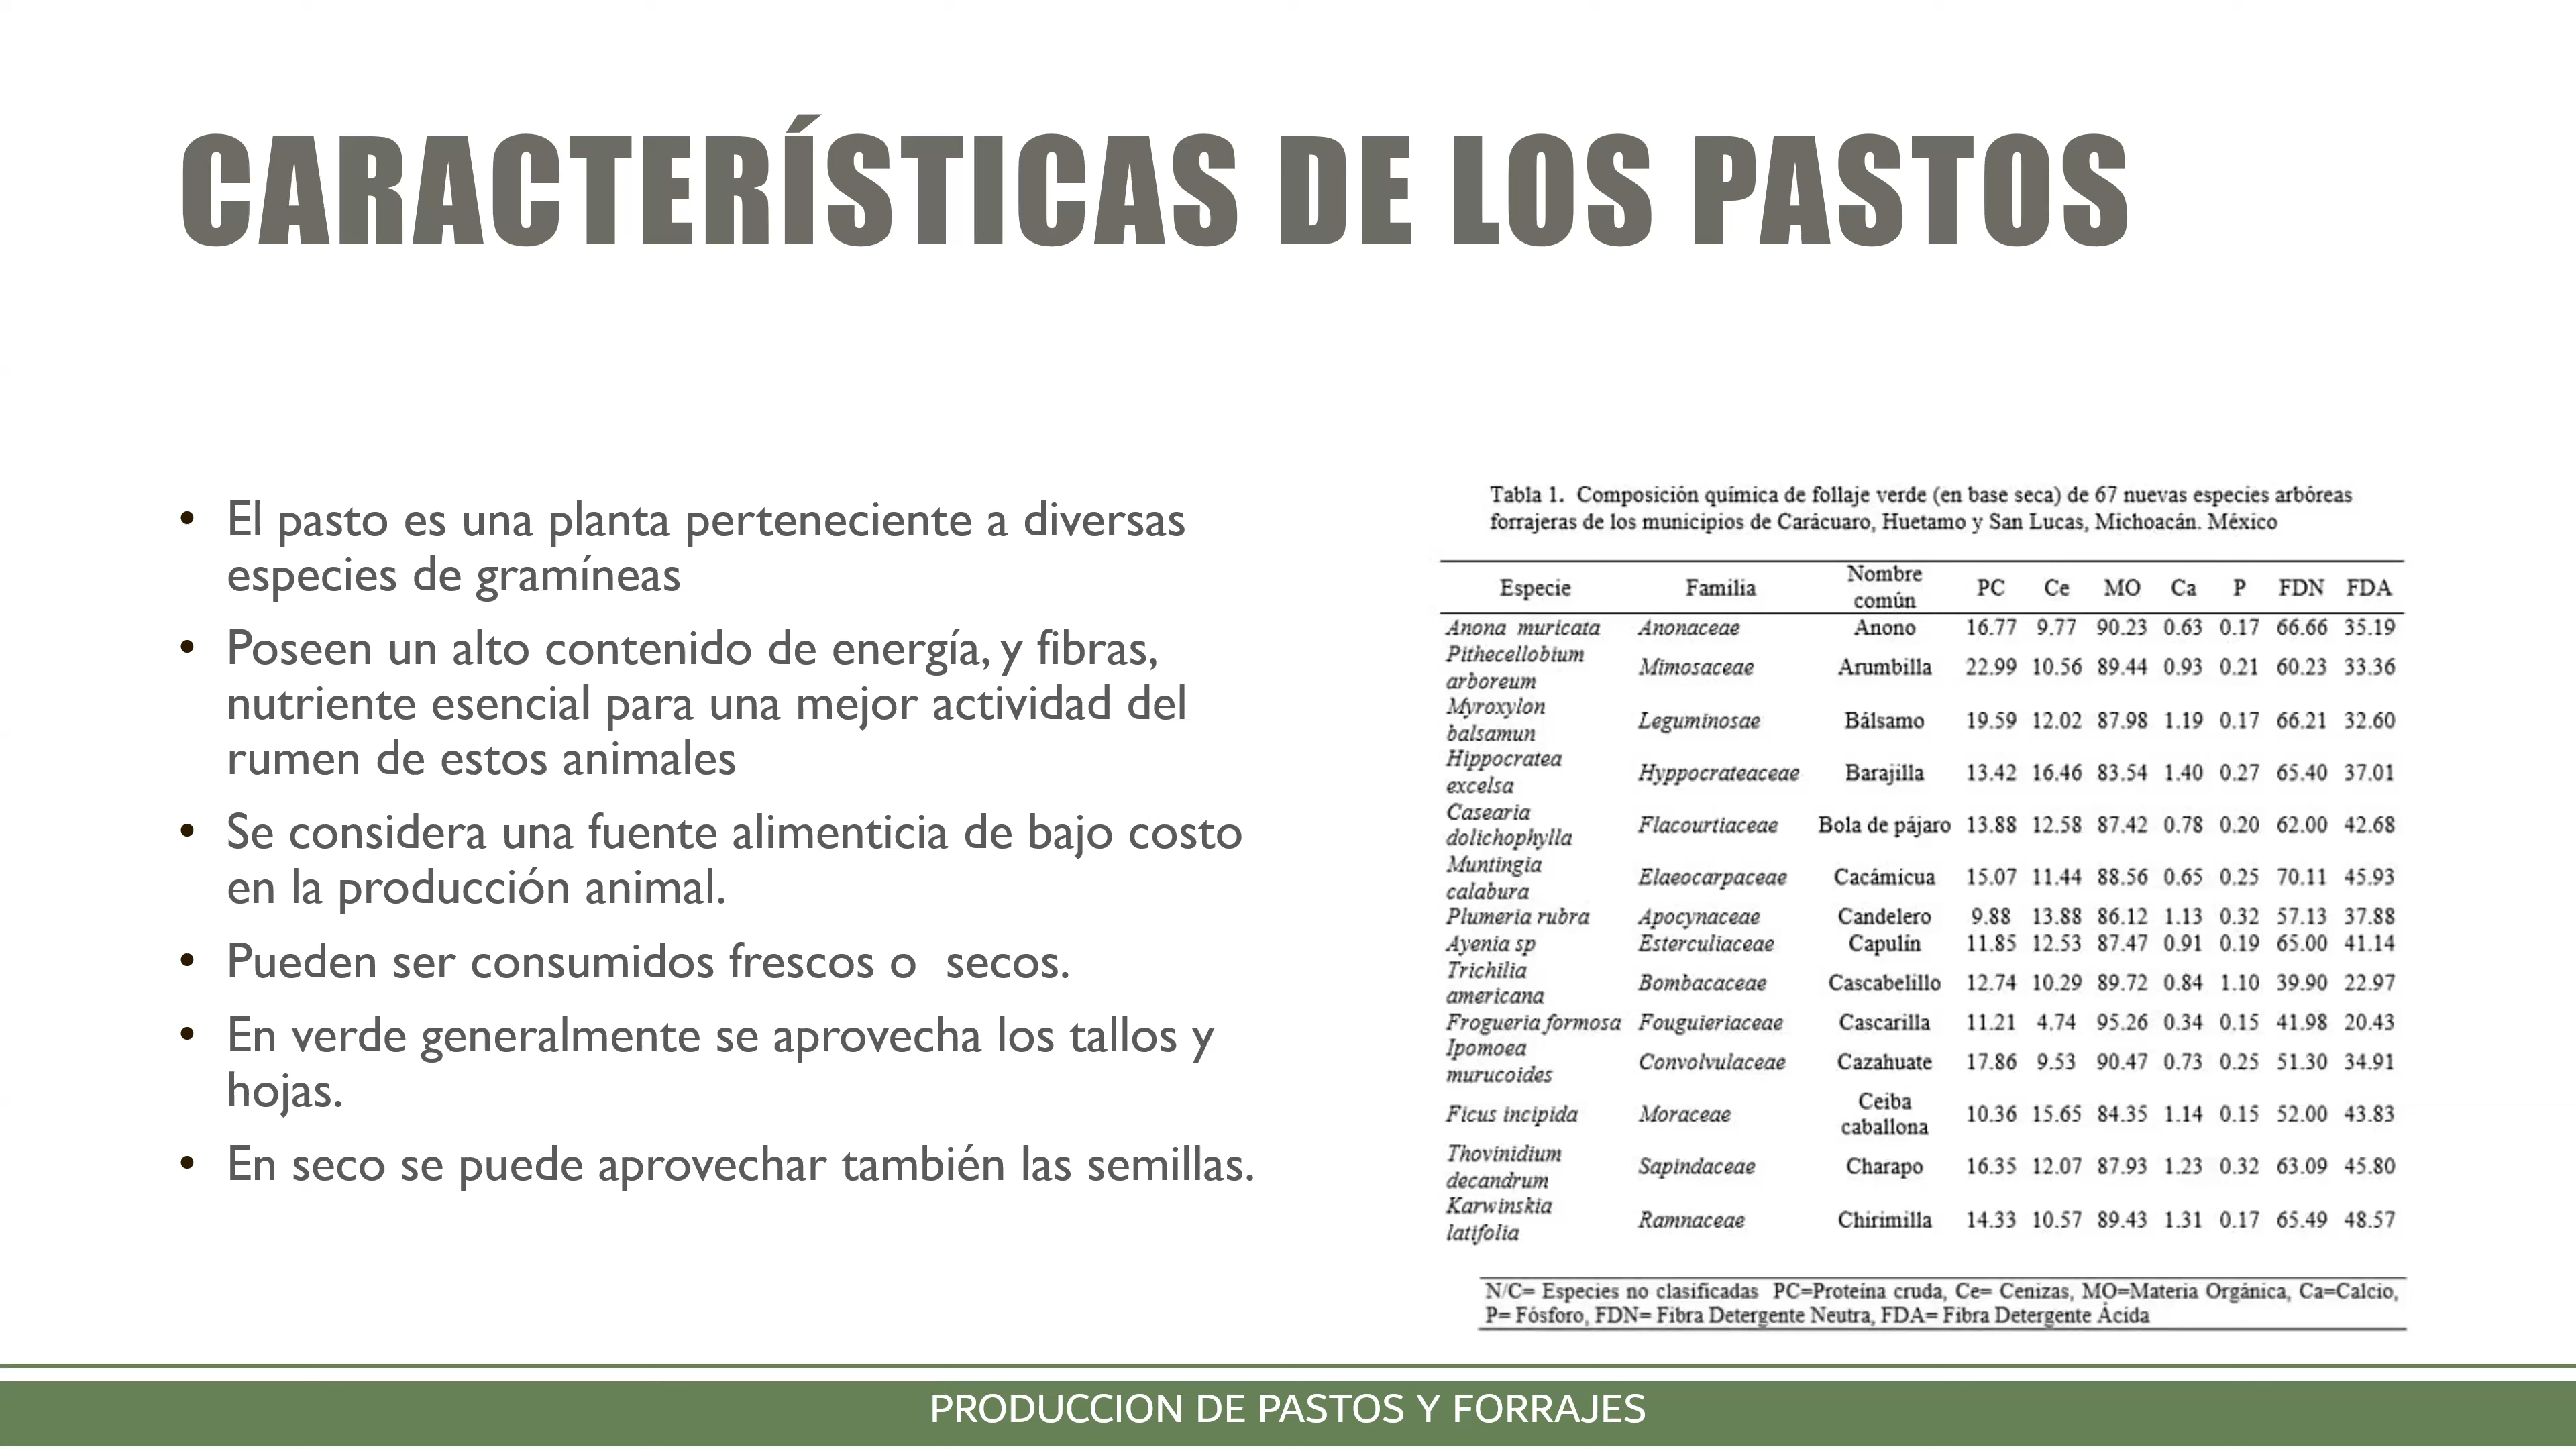 CARACTERÍSTICAS DE LOS PASTOS
• El pasto es una planta perteneciente a diversas
especies de gramíneas
• Poseen un alto contenido de energía, y fibras,
nutriente esencial para una mejor actividad del
rumen de estos animales
• Se considera una fuente alimenticia de bajo costo
en la producción animal.
• Pueden ser consumidos frescos o  secos.
• En verde generalmente se aprovecha los tallos y
hojas.
• En seco se puede aprovechar también las semillas.
Tabla 1.  Composición química de follaje verde (en base seca) de 67 nuevas especies arbóreas
forrajeras de los municipios de Carácuaro, Huetamo y San Lucas, Michoacán. México
Especie Familia Nombre común PC Ce MO Ca P FDN FDA
Anona muricata Anonaceae Anono 16.77 9.77 90.23 0.63 0.17 66.66 35.19
Pithecellobium arboreum Mimosaceae Arumbilla 22.99 10.56 89.44 0.93 0.21 60.23 33.36
Myroxylon balsamun Leguminosae Bálsamo 19.59 12.02 87.98 1.19 0.17 66.21 32.60
Hippocratea excelsa Hyppocrateaceae Barajilla 13.42 16.46 83.54 1.40 0.27 65.40 37.01
Casearia dolichophylla Flacourtiaceae Bola de pájaro 13.88 12.58 87.42 0.78 0.20 62.00 42.68
Muntingia calabura Elaeocarpaceae Cacámicua 15.07 11.44 88.56 0.65 0.25 70.11 45.93
Plumeria rubra Apocynaceae Candelero 9.88 13.88 86.12 1.13 0.32 57.13 37.88
Ayenia sp Esterculiaceae Capulín 11.85 12.53 87.47 0.91 0.19 65.00 41.14
Trichilia americana Bombacaceae Cascabelillo 12.74 10.29 89.72 0.84 1.10 39.90 22.97
Frogueria formosa Fouguieriaceae Cascarilla 11.21 4.74 95.26 0.34 0.15 41.98 20.43
Ipomoea murucoides Convolvulaceae Cazahuate 17.86 9.53 90.47 0.73 0.25 51.30 34.91
Ficus incipida Moraceae Ceiba caballona 10.36 15.65 84.35 1.14 0.15 52.00 43.83
Thovinidium decandrum Sapindaceae Charapo 16.35 12.07 87.93 1.23 0.32 63.09 45.80
Karwinskia latifolia Ramnaceae Chirimilla 14.33 10.57 89.43 1.31 0.17 65.49 48.57
N/C= Especies no clasificadas  PC=Proteína cruda, Ce= Cenizas, MO=Materia Orgánica, Ca=Calcio,
P= Fósforo, FDN= Fibra Detergente Neutra, FDA= Fibra Detergente Ácida
PRODUCCION DE PASTOS Y FORRAJES